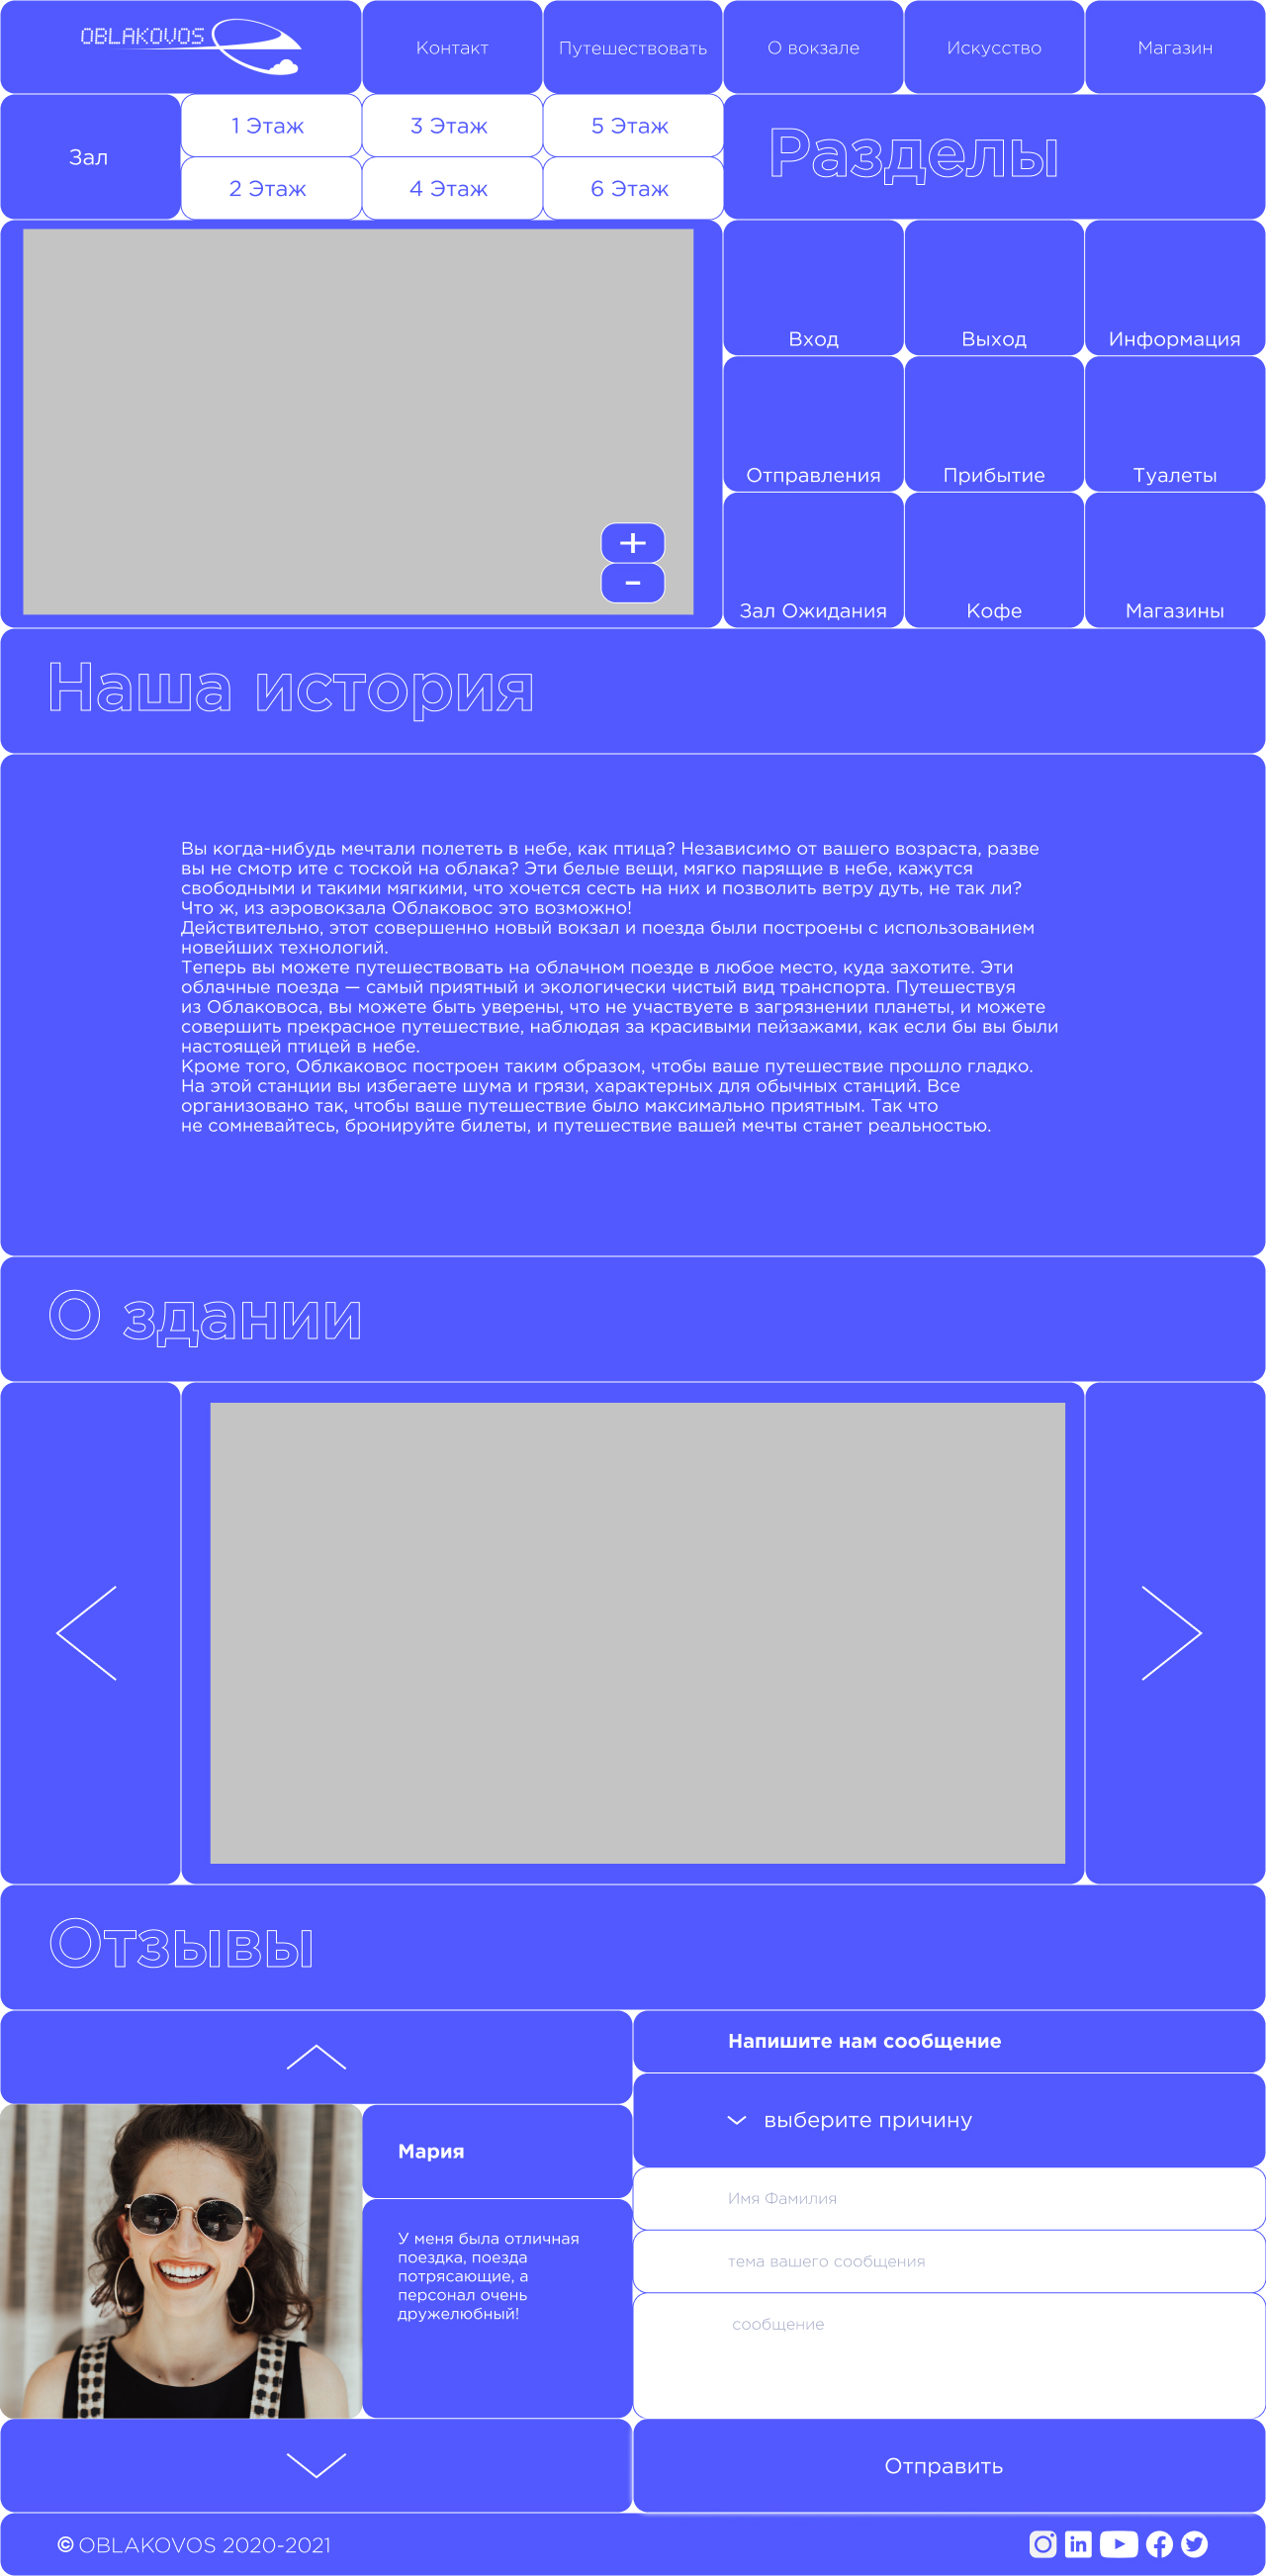 OBLAKOVOS
Контакт
Путешествовать
О вокзале
Искусство
Магазин
Зал
1 Этаж
3 Этаж
5 Этаж
2 Этаж
4 Этаж
6 Этаж
Разделы
Вход
Выход
Информация
Отправления
Прибытие
Туалеты
+
-
Зал Ожидания
Кофе
Магазины
Наша история
Вы когда-нибудь мечтали полететь в небе, как птица? Независимо от вашего возраста, разве
вы не смотр ите с тоской на облака? Эти белые вещи, мягко парящие в небе, кажутся
свободными и такими мягкими, что хочется сесть на них и позволить ветру дуть, не так ли?
Что ж, из аэровокзала Облаковос это возможно!
Действительно, этот совершенно новый вокзал и поезда были построены с использованием
новейших технологий.
Теперь вы можете путешествовать на облачном поезде в любое место, куда захотите. Эти
облачные поезда — самый приятный и экологически чистый вид транспорта. Путешествуя
из Облаковоса, вы можете быть уверены, что не участвуете в загрязнении планеты, и можете
совершить прекрасное путешествие, наблюдая за красивыми пейзажами, как если бы вы были
настоящей птицей в небе.
Кроме того, Облкаковос построен таким образом, чтобы ваше путешествие прошло гладко.
На этой станции вы избегаете шума и грязи, характерных для обычных станций. Все
организовано так, чтобы ваше путешествие было максимально приятным. Так что
не сомневайтесь, бронируйте билеты, и путешествие вашей мечты станет реальностью.
О здании
Отзывы
Мария
У меня была отличная
поездка, поезда
потрясающие, а
персонал очень
дружелюбный!
Напишите нам сообщение
выберите причину
Имя Фамилия
тема вашего сообщения
сообщение
Отправить
© OBLAKOVOS 2020-2021